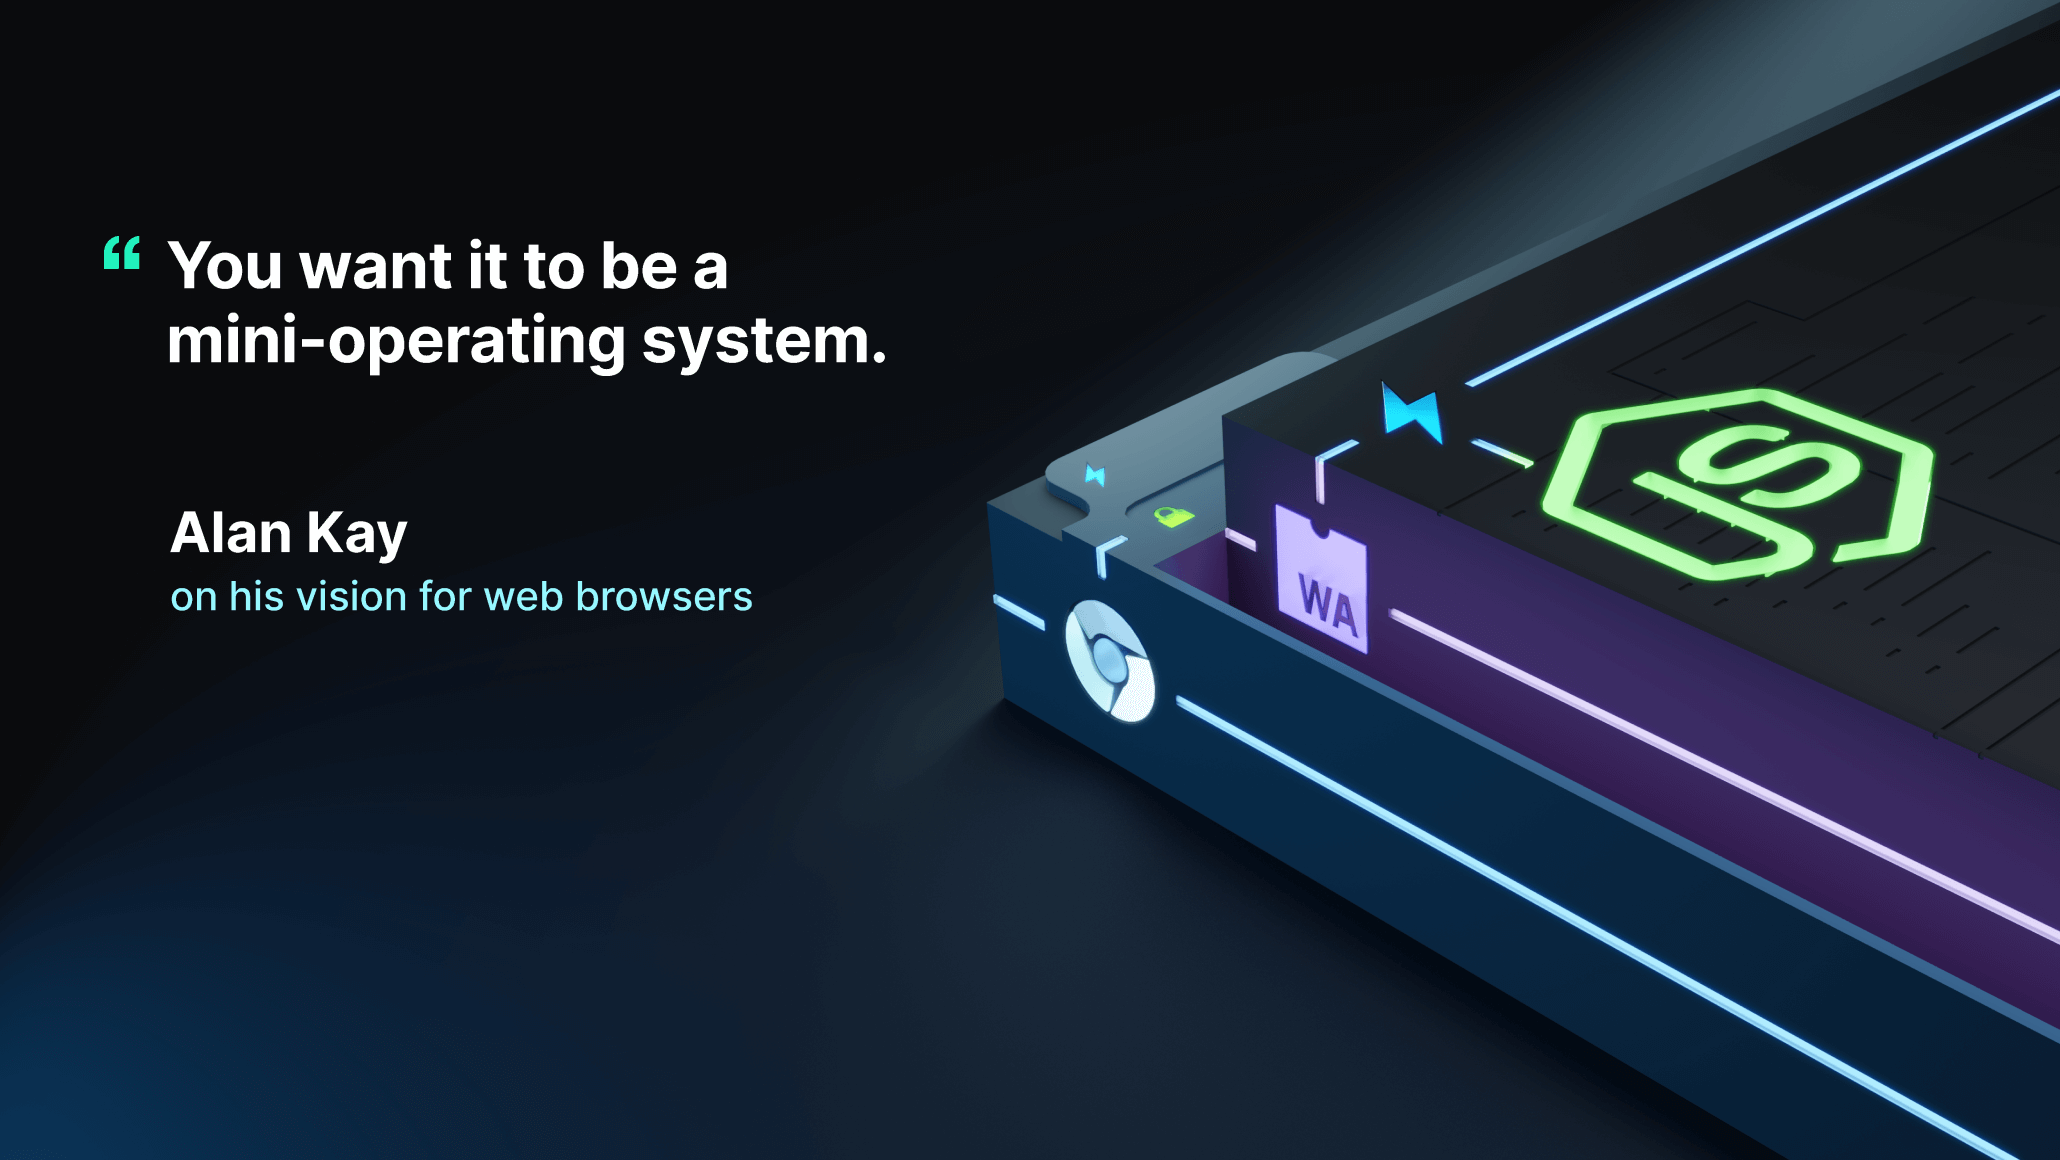 “You want it to be a
mini-operating system.
Alan Kay
on his vision for web browsers
WA
JS